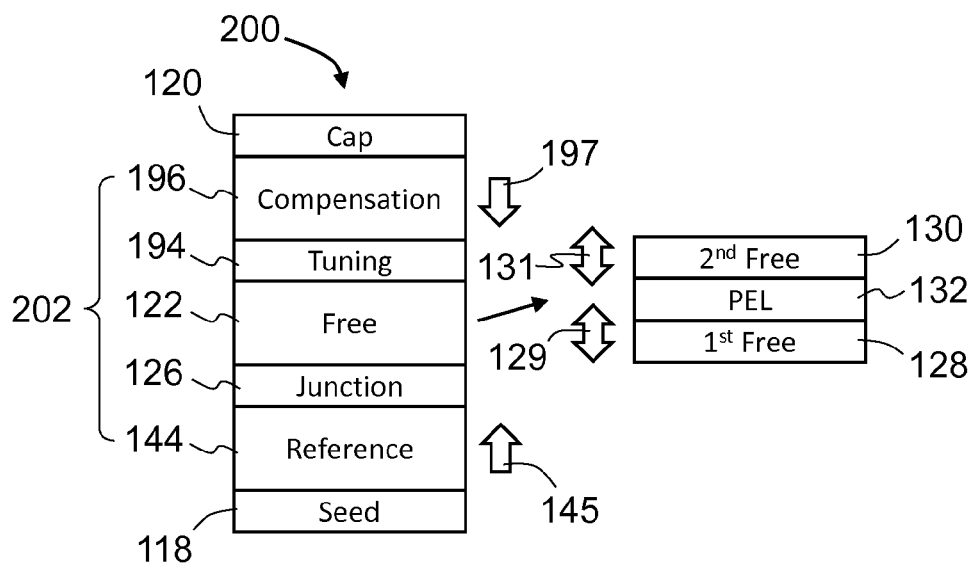 200
120
Cap
197
196
Compensation
130
194
Tuning
131
2nd Free
202
122
Free
PEL
132
129
1st Free
128
126
Junction
144
Reference
145
118
Seed